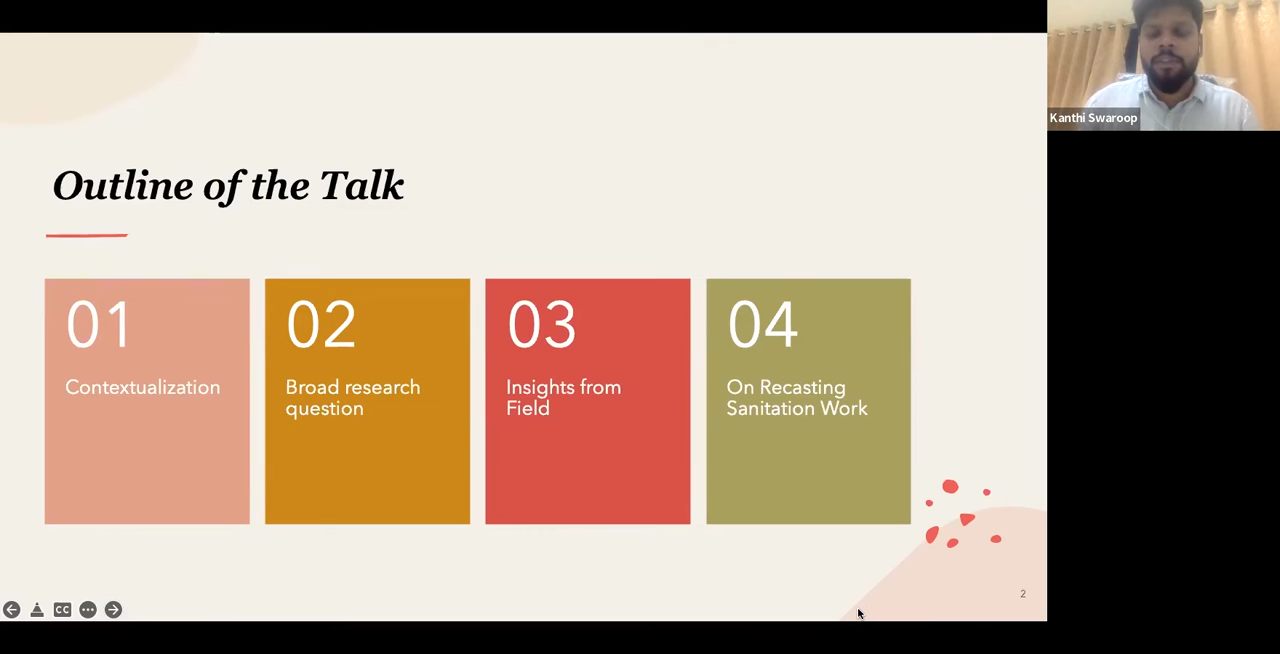 Kanthi Swaroop
Outline of the Talk
01
Contextualization
02
Broad research
question
03
Insights from
Field
04
On Recasting
Sanitation Work
CC
2